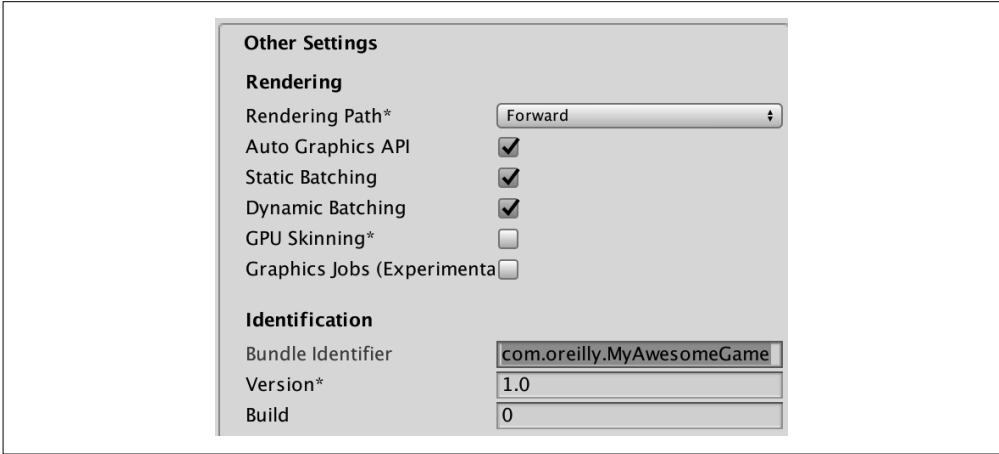 Other Settings
Rendering
Rendering Path* Forward
Auto Graphics API
Static Batching
Dynamic Batching
GPU Skinning*
Graphics Jobs (Experimenta
Identification
Bundle Identifier com.oreilly.MyAwesomeGame
Version* 1.0
Build 0